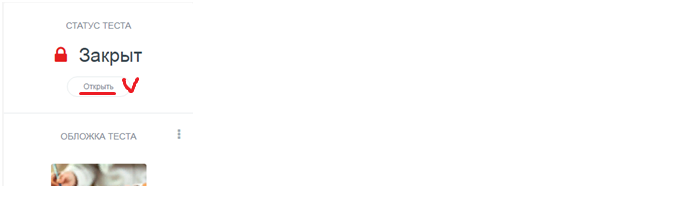 СТАТУС ТЕСТА
Закрыт
Открыть
ОБЛОЖКА ТЕСТА